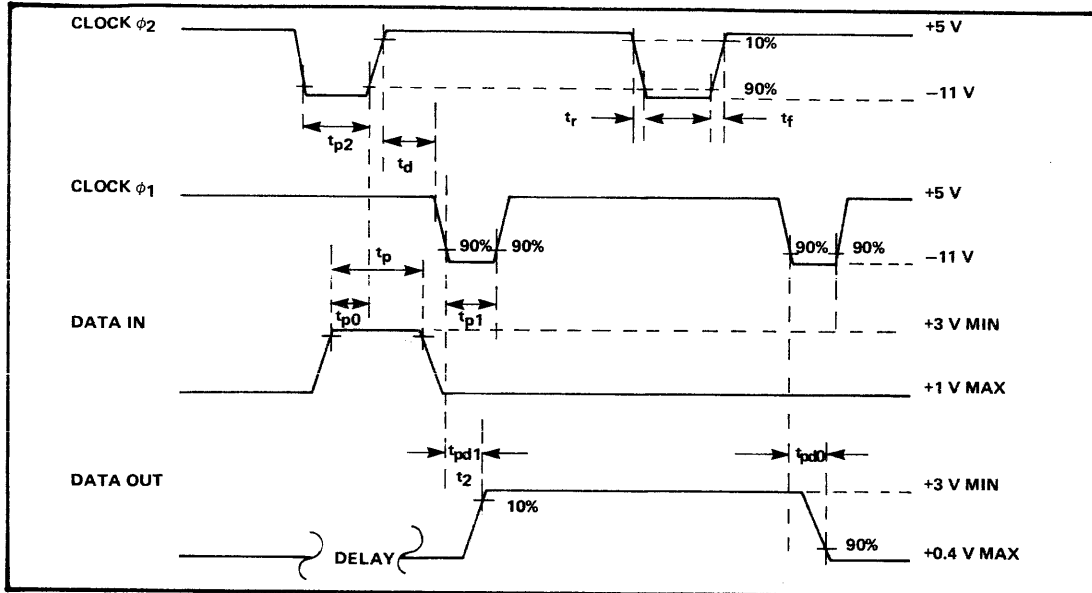 CLOCK ϕ2
+5 V
10%
90%
−11 V
tr
tf
tp2
td
CLOCK ϕ1
+5 V
90%
90%
90%
90%
−11 V
tp
tp0
tp1
DATA IN
+3 V MIN
+1 V MAX
tpd1
tpd0
t2
DATA OUT
+3 V MIN
10%
DELAY
90%
+0.4 V MAX